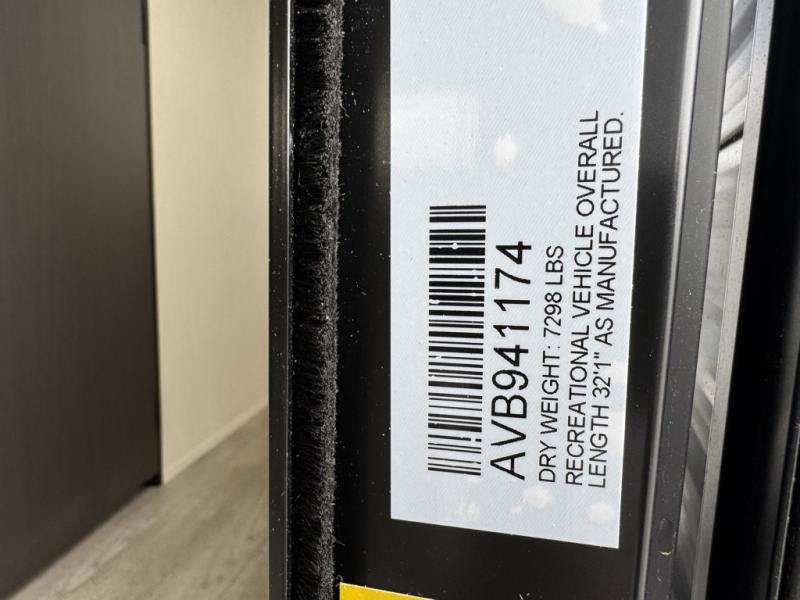 AVB941174
DRY WEIGHT: 7298 LBS
RECREATIONAL VEHICLE OVERALL
LENGTH 32'1" AS MANUFACTURED.